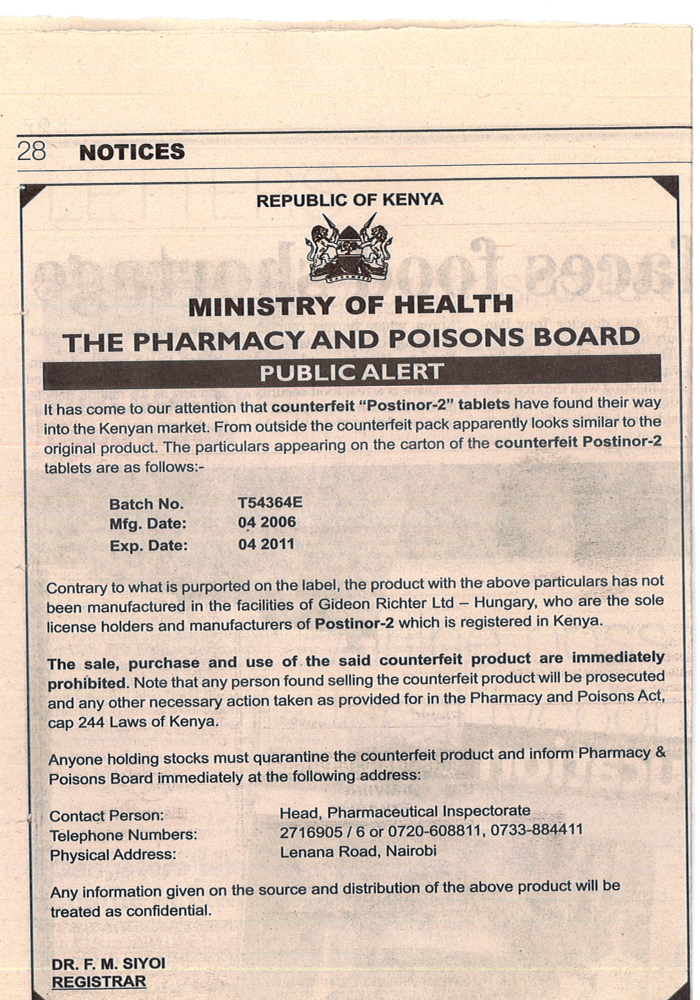 28 NOTICES
REPUBLIC OF KENYA
HARAMBEE
MINISTRY OF HEALTH
THE PHARMACY AND POISONS BOARD
PUBLIC ALERT
It has come to our attention that counterfeit “Postinor-2” tablets have found their way
into the Kenyan market. From outside the counterfeit pack apparently looks similar to the
original product. The particulars appearing on the carton of the counterfeit Postinor-2
tablets are as follows:-
Batch No. T54364E
Mfg. Date: 04 2006
Exp. Date: 04 2011
Contrary to what is purported on the label, the product with the above particulars has not
been manufactured in the facilities of Gideon Richter Ltd – Hungary, who are the sole
license holders and manufacturers of Postinor-2 which is registered in Kenya.
The sale, purchase and use of the said counterfeit product are immediately
prohibited. Note that any person found selling the counterfeit product will be prosecuted
and any other necessary action taken as provided for in the Pharmacy and Poisons Act,
cap 244 Laws of Kenya.
Anyone holding stocks must quarantine the counterfeit product and inform Pharmacy &
Poisons Board immediately at the following address:
Contact Person: Head, Pharmaceutical Inspectorate
Telephone Numbers: 2716905 / 6 or 0720-608811, 0733-884411
Physical Address: Lenana Road, Nairobi
Any information given on the source and distribution of the above product will be
treated as confidential.
DR. F. M. SIYOI
REGISTRAR